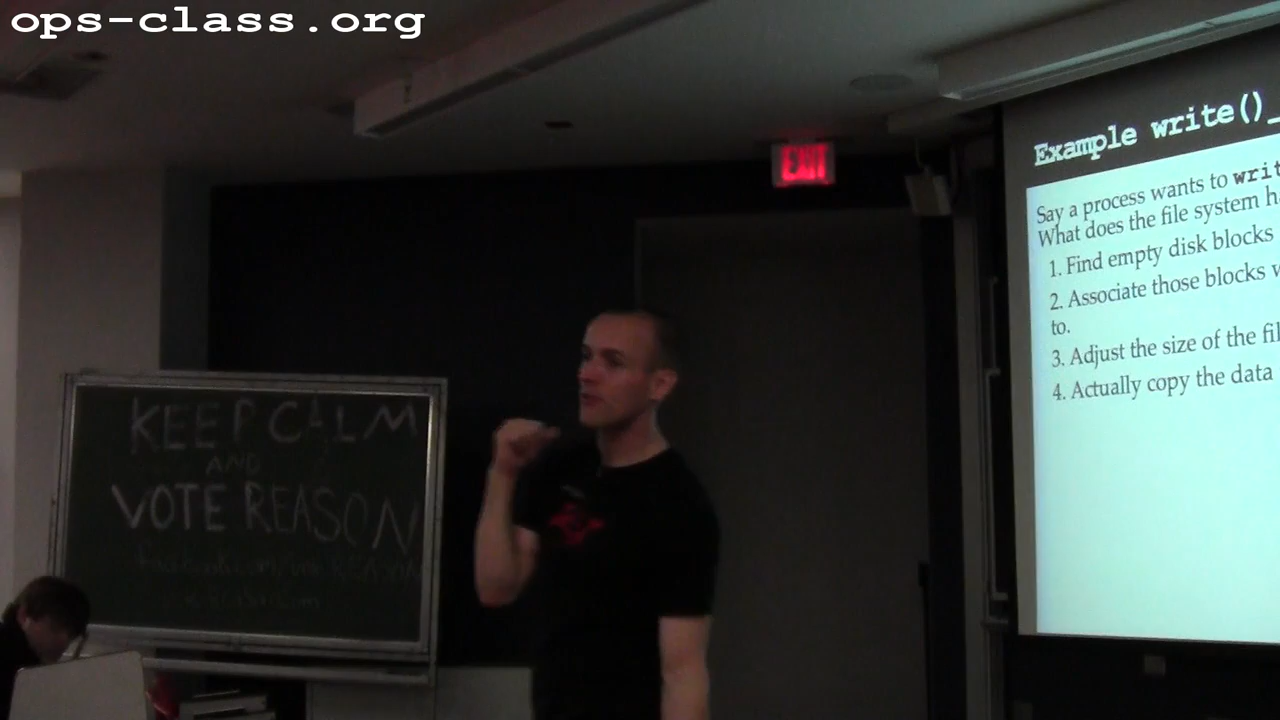 ops-class.org
EXIT
KEEP CALM
AND
VOTE REASON
Example write()
Say a process wants to
What does the file system
1. Find empty disk blocks
2. Associate those blocks
to.
3. Adjust the size of the
4. Actually copy the data